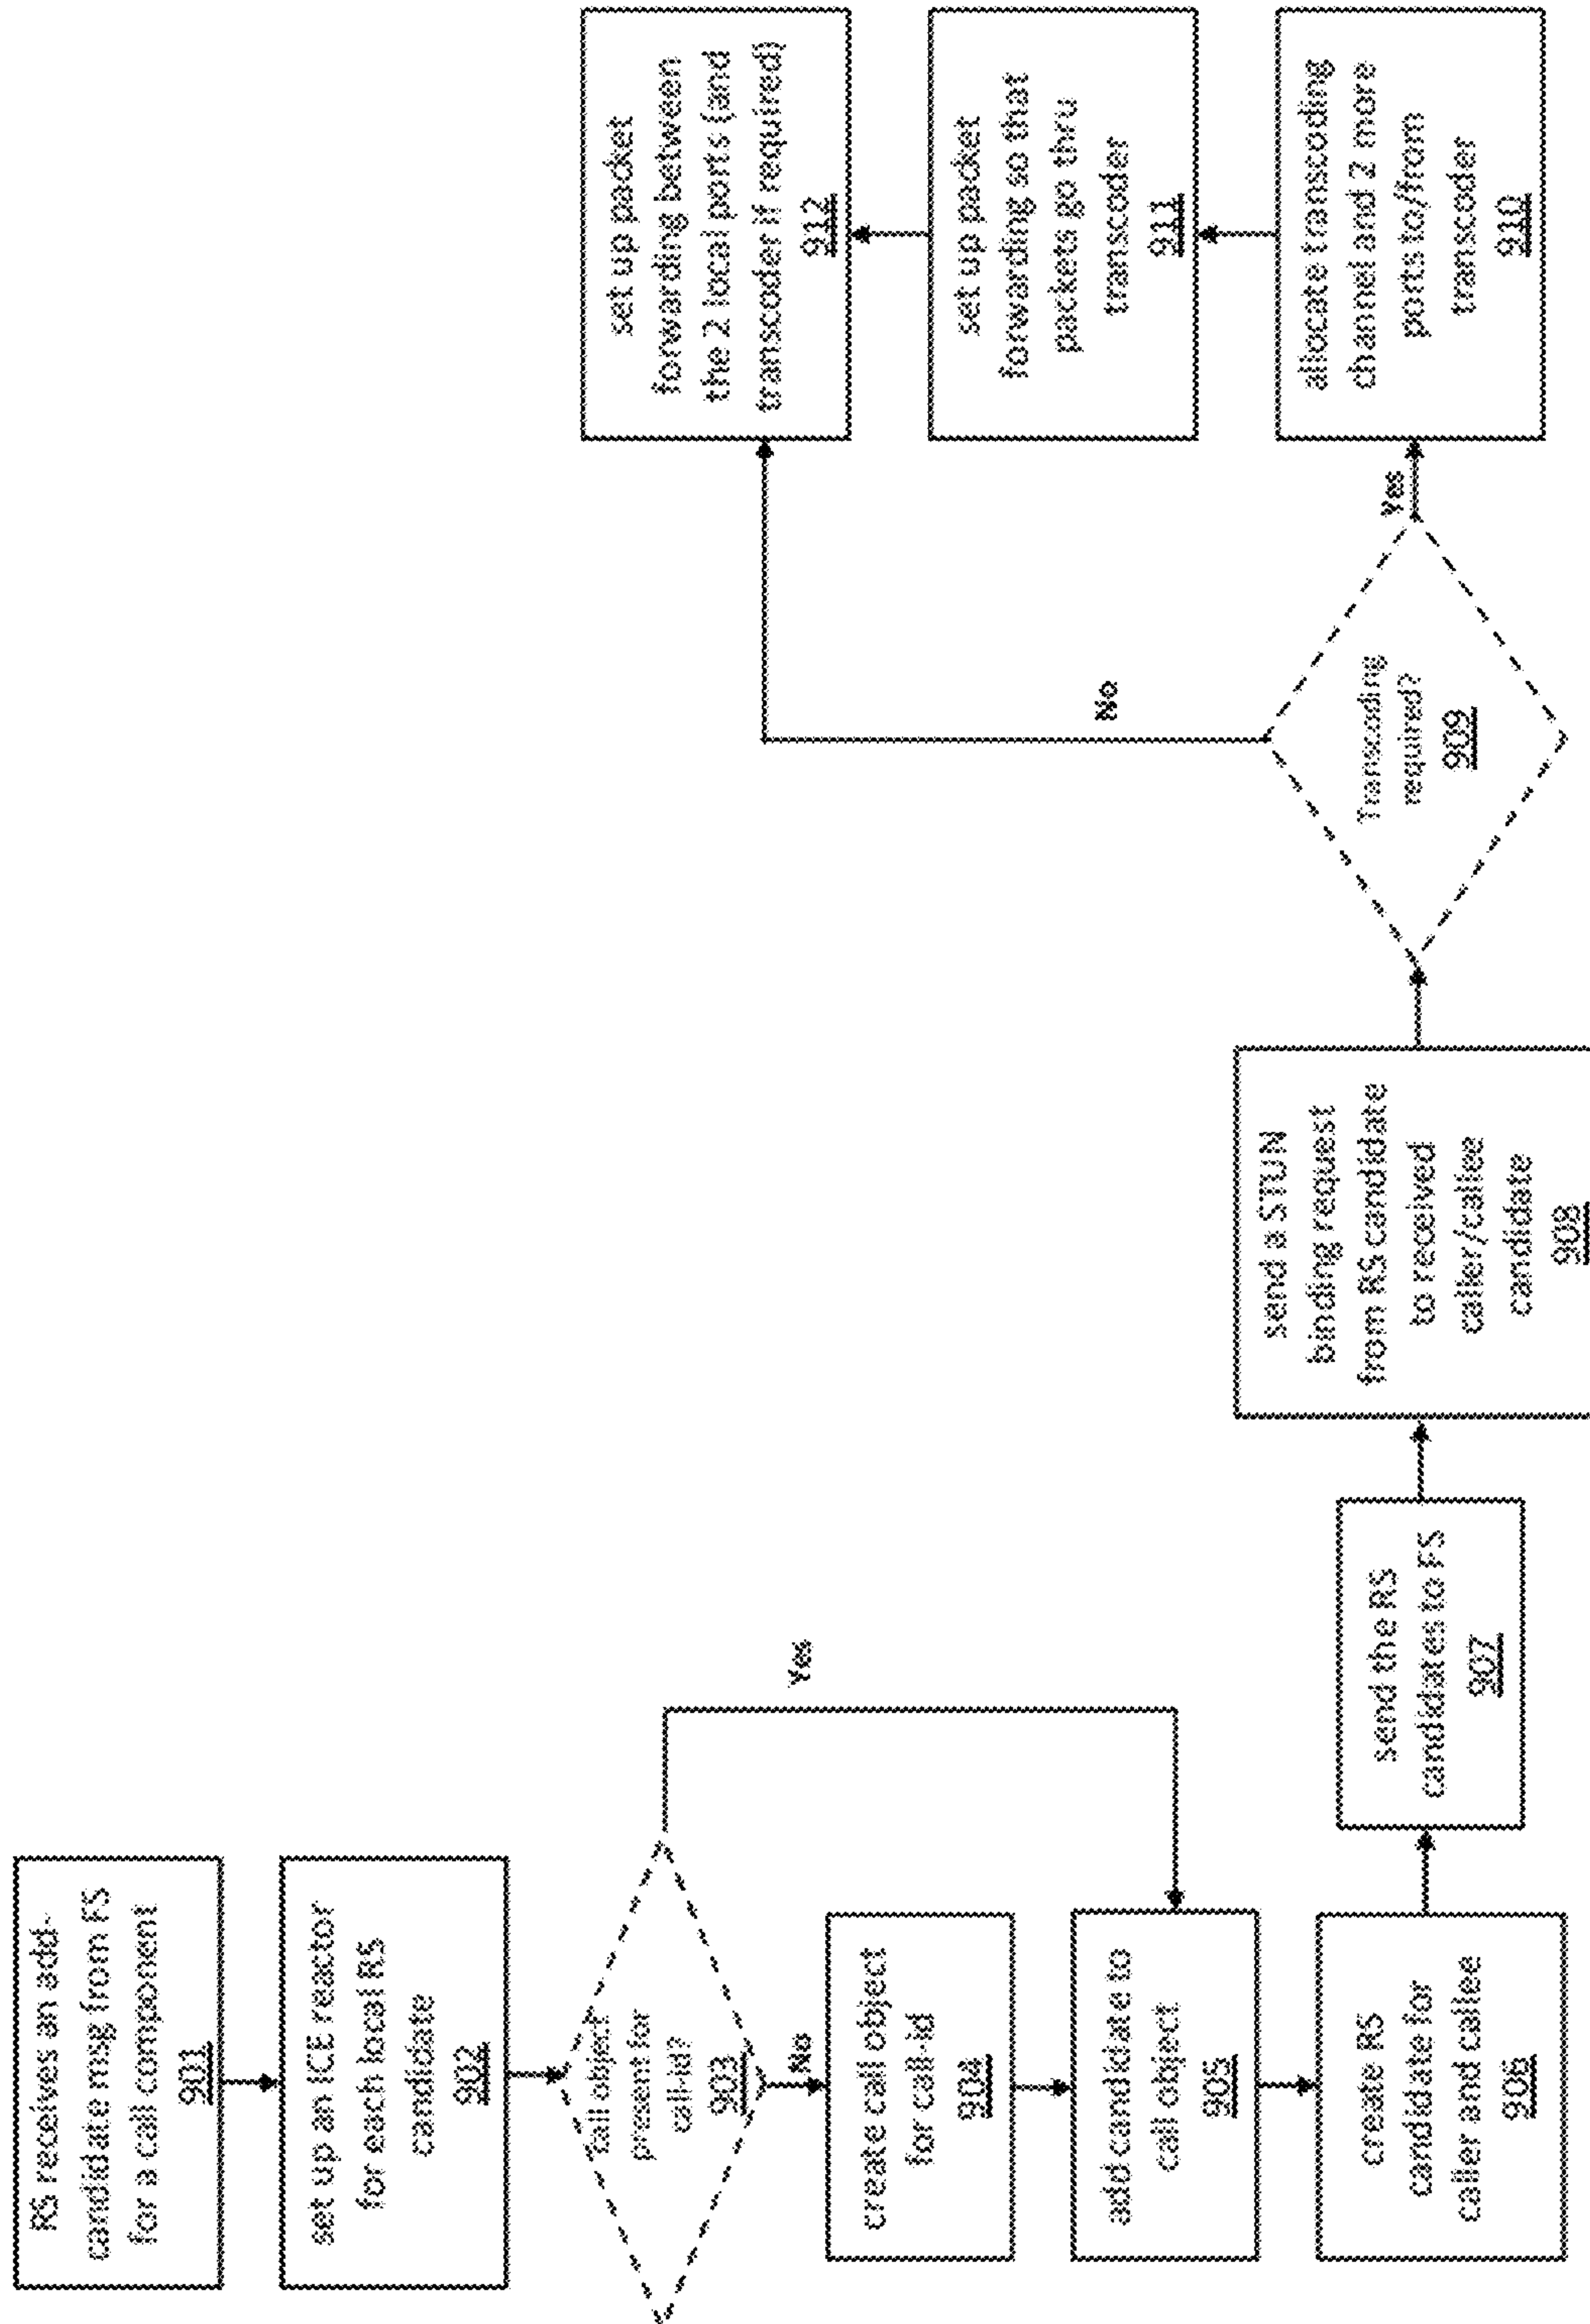 RS receives an add-
candidate msg from FS
for a call component
901
set up an ICE reactor
for each local RS
candidate
902
call object
present for
call-id?
903
No
Yes
create call object
for call-id
904
add candidate to
call object
905
create RS
candidate for
caller and callee
906
send the RS
candidates to FS
907
send a STUN
binding request
from RS candidate
to received
caller/callee
candidate
908
Transcoding
required?
909
No
Yes
allocate transcoding
channel and 2 more
ports to/from
transcoder
910
set up packet
forwarding so that
packets go thru
transcoder
911
set up packet
forwarding between
the 2 local ports (and
transcoder if required)
912